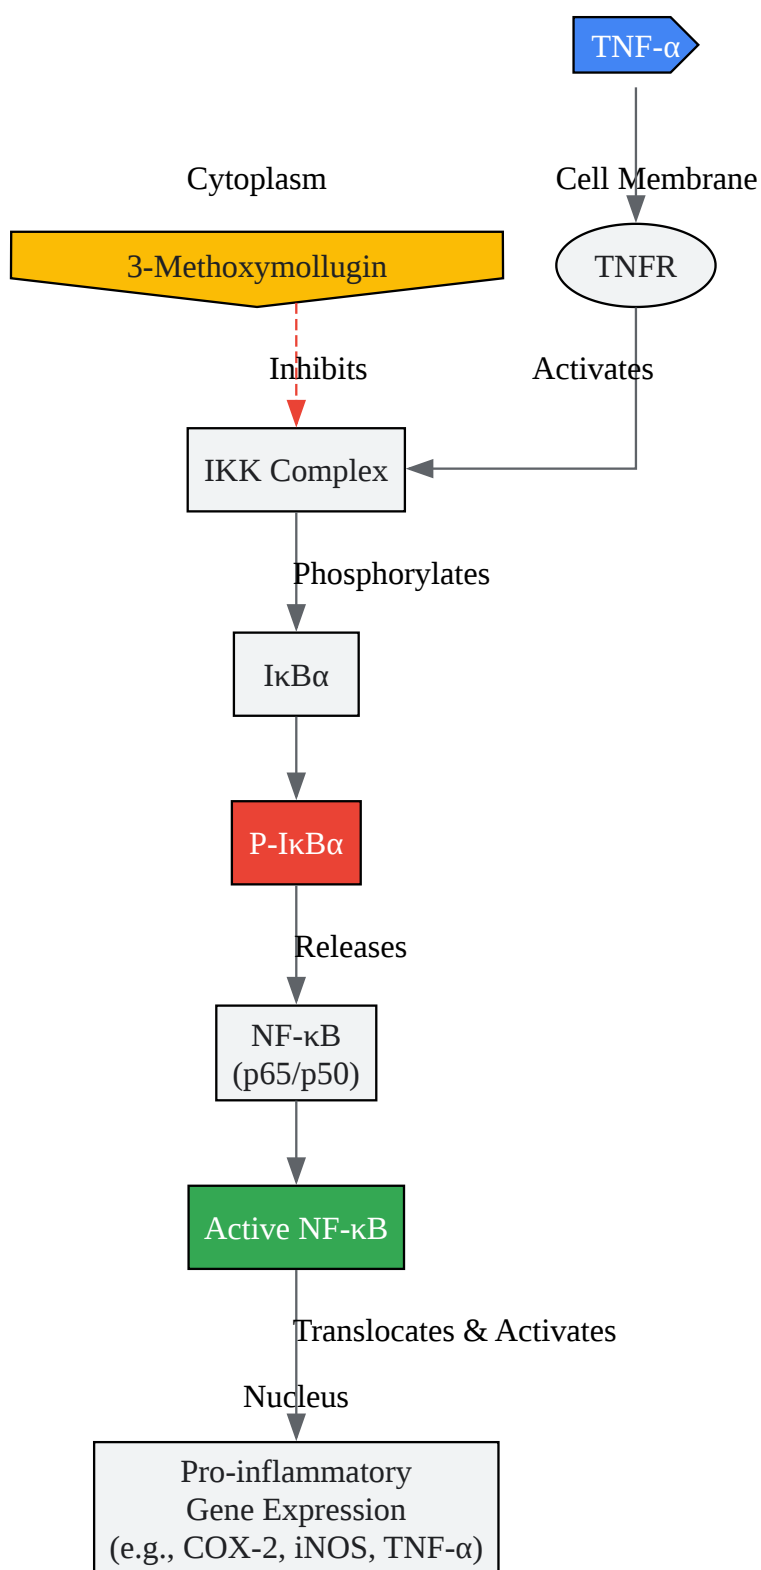 TNF-α
Cytoplasm
Cell Membrane
3-Methoxymollugin
TNFR
Inhibits
Activates
IKK Complex
Phosphorylates
IκBα
P-IκBα
Releases
NF-κB
(p65/p50)
Active NF-κB
Translocates & Activates
Nucleus
Pro-inflammatory
Gene Expression
(e.g., COX-2, iNOS, TNF-α)